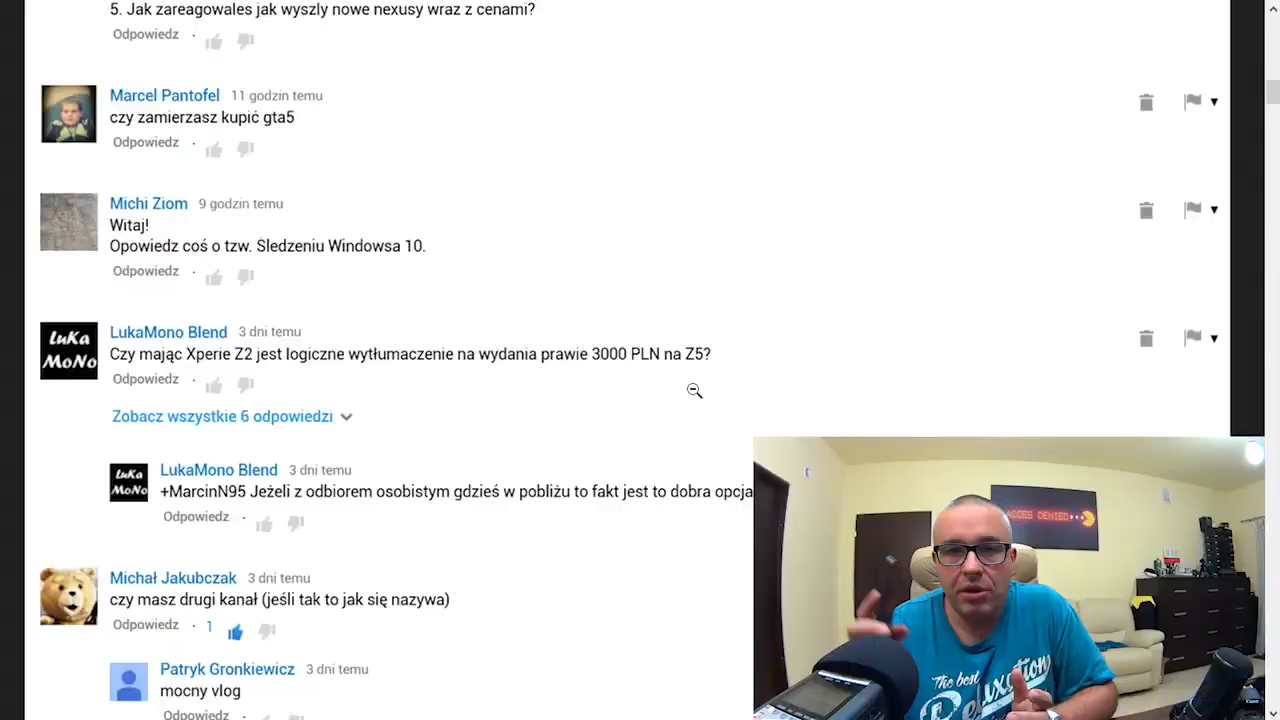 5. Jak zareagowales jak wyszly nowe nexusy wraz z cenami?
Odpowiedz ·
Marcel Pantofel 11 godzin temu
czy zamierzasz kupić gta5
Odpowiedz ·
Michi Ziom 9 godzin temu
Witaj!
Opowiedz coś o tzw. Śledzeniu Windowsa 10.
Odpowiedz ·
LuKa
MoNo
LukaMono Blend 3 dni temu
Czy mając Xperie Z2 jest logiczne wytłumaczenie na wydania prawie 3000 PLN na Z5?
Odpowiedz ·
Zobacz wszystkie 6 odpowiedzi
LuKa
MoNo
LukaMono Blend 3 dni temu
+MarcinN95 Jeżeli z odbiorem osobistym gdzieś w pobliżu to fakt jest to dobra opcja
Odpowiedz ·
ACCES DENIED
Michał Jakubczak 3 dni temu
czy masz drugi kanał (jeśli tak to jak się nazywa)
Odpowiedz · 1
Patryk Gronkiewicz 3 dni temu
mocny vlog
Odpowiedz ·
The best